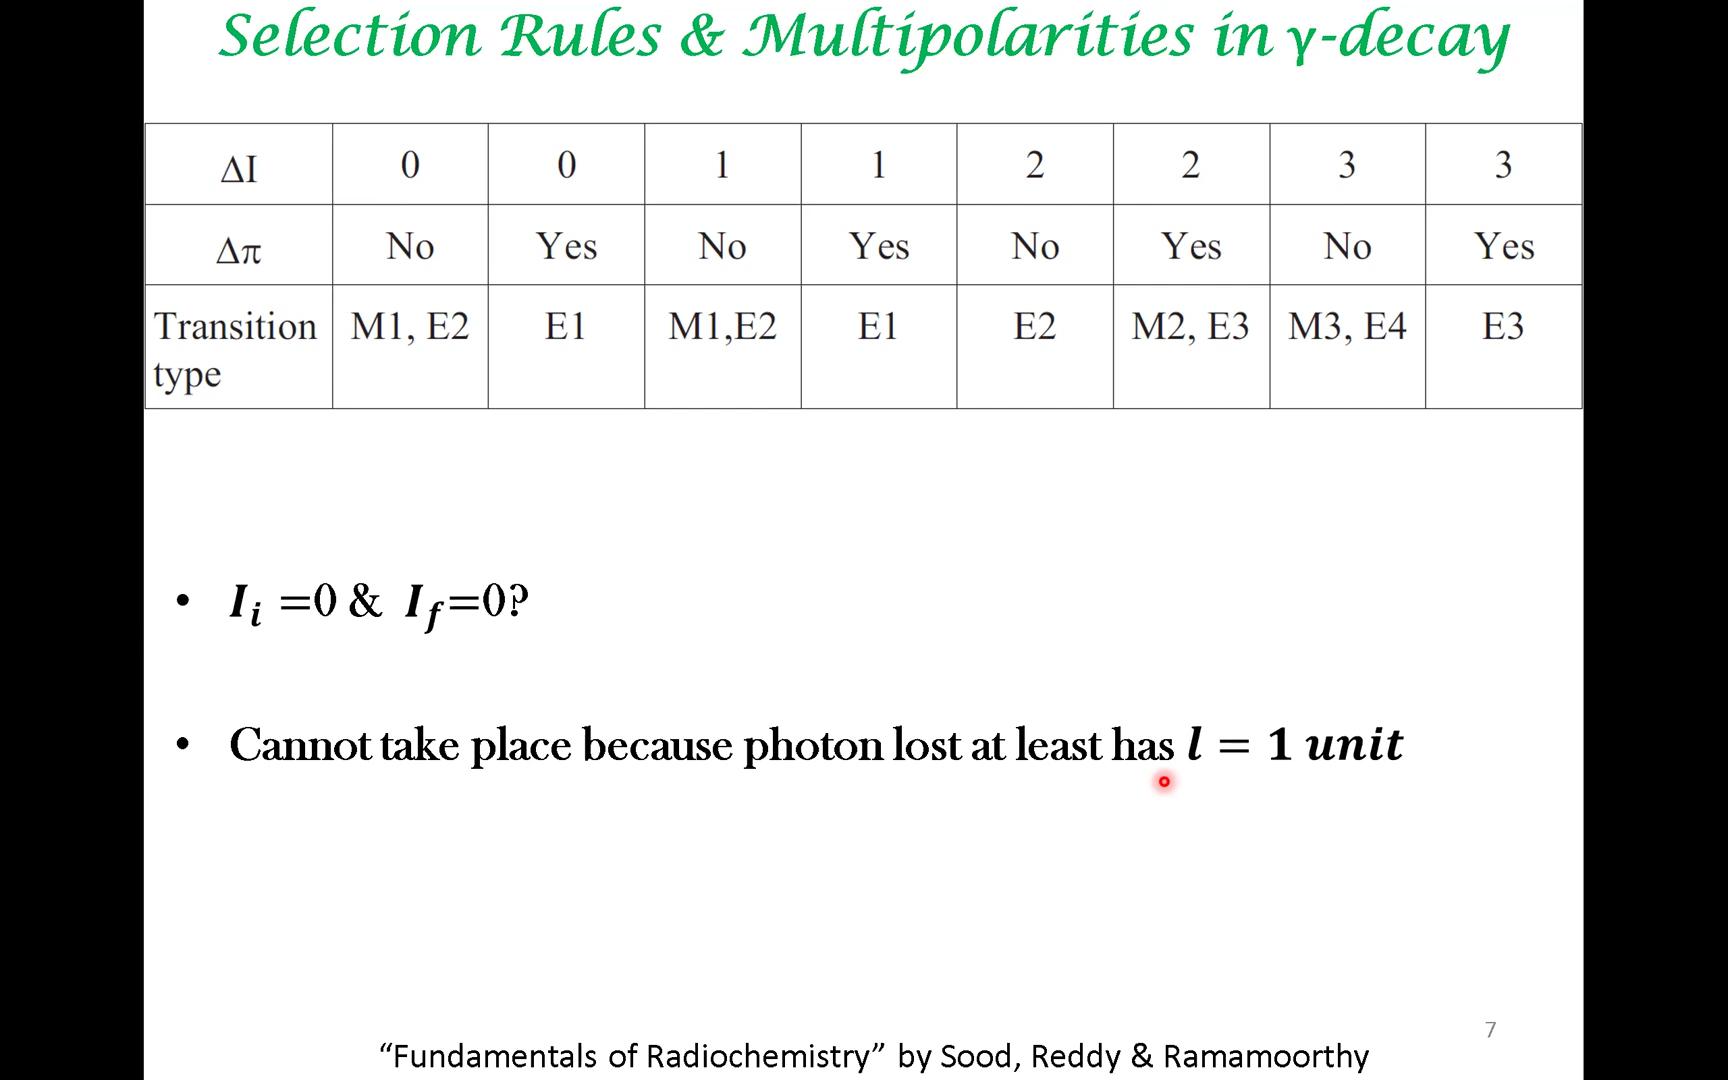 Selection Rules & Multipolarities in γ-decay
ΔI 0 0 1 1 2 2 3 3
Δπ No Yes No Yes No Yes No Yes
Transition type M1, E2 E1 M1,E2 E1 E2 M2, E3 M3, E4 E3
• I_i =0 & I_f=0?
• Cannot take place because photon lost at least has l = 1 unit
7
“Fundamentals of Radiochemistry” by Sood, Reddy & Ramamoorthy